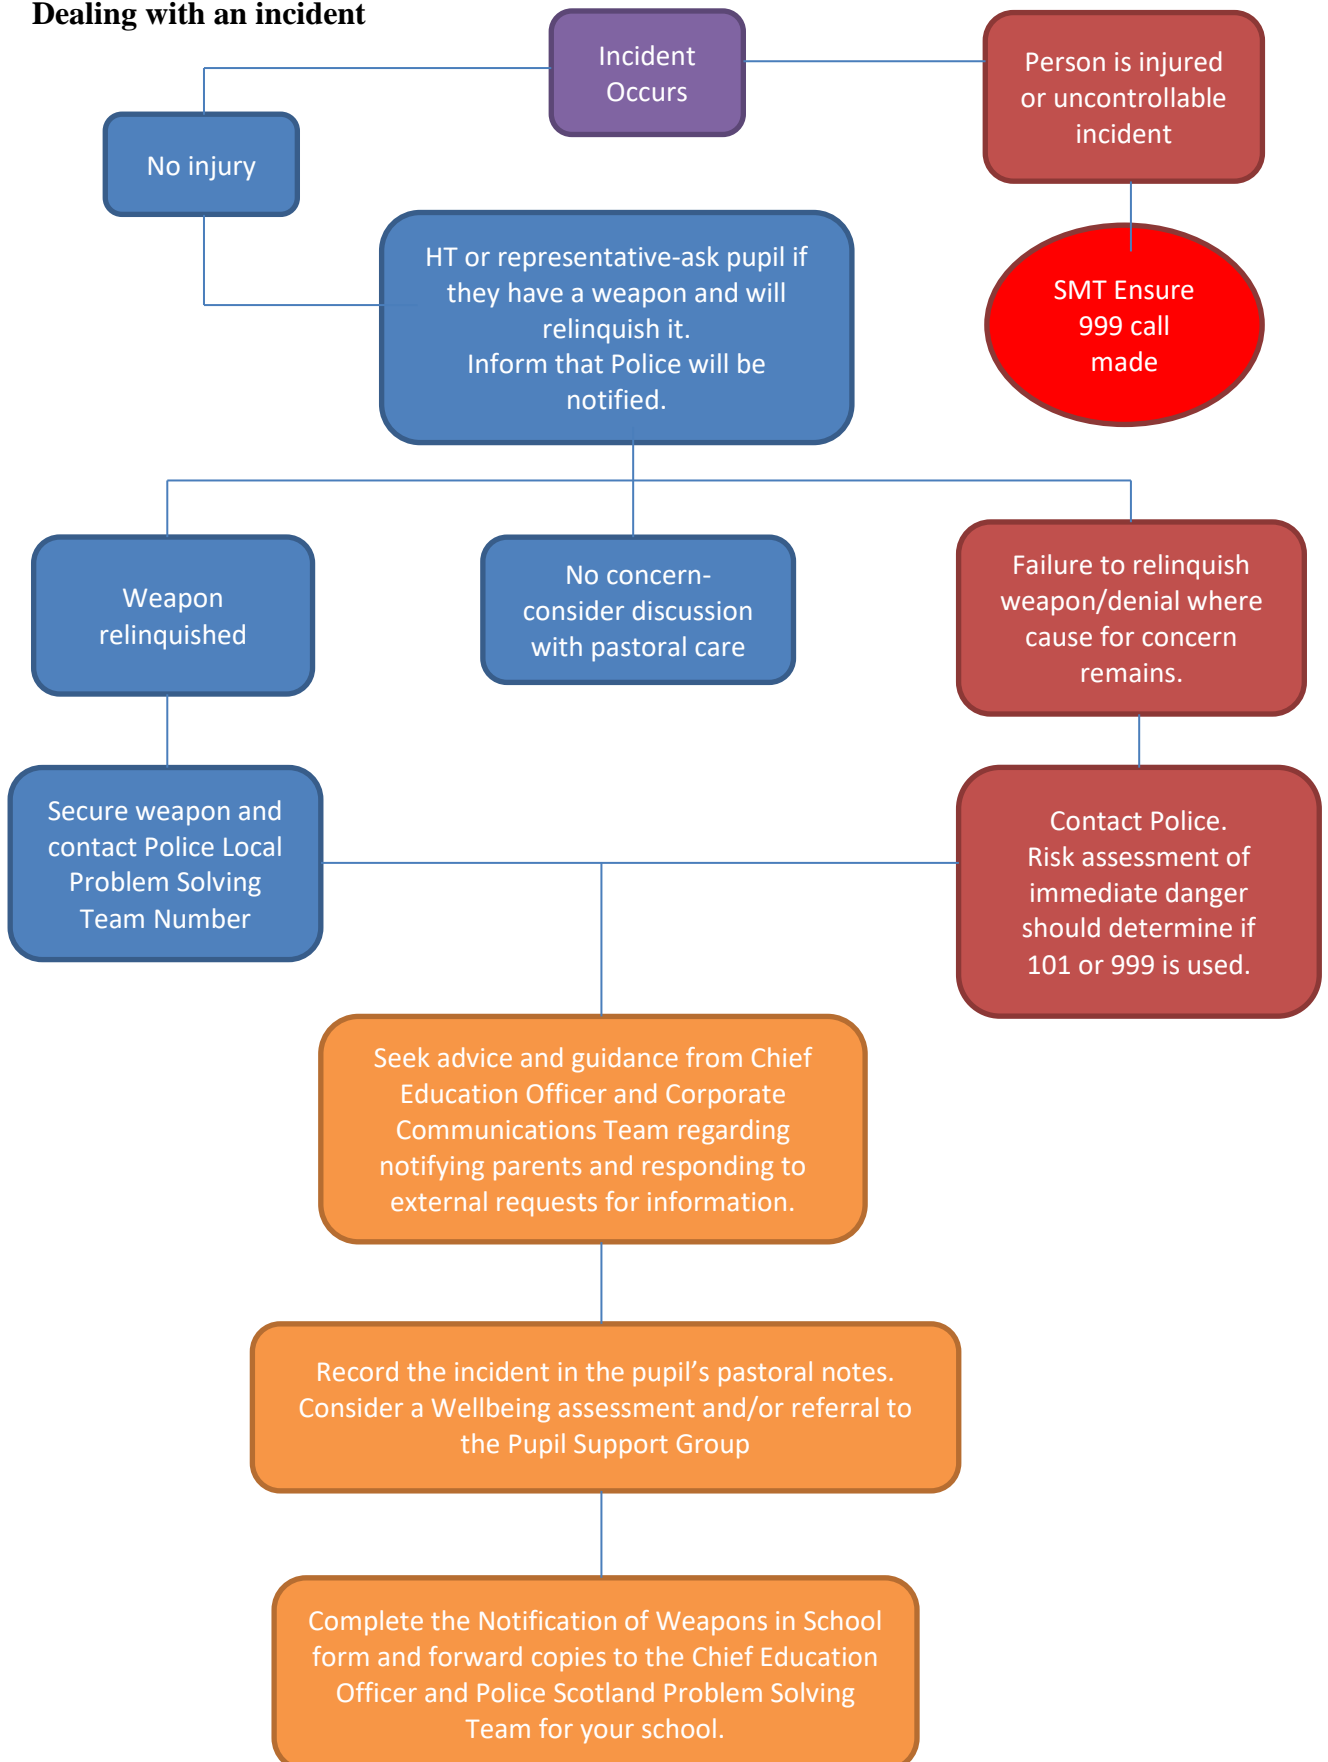 Dealing with an incident
Incident
Occurs
Person is injured
or uncontrollable
incident
No injury
HT or representative-ask pupil if
they have a weapon and will
relinquish it.
Inform that Police will be
notified.
SMT Ensure
999 call
made
Weapon
relinquished
No concern-
consider discussion
with pastoral care
Failure to relinquish
weapon/denial where
cause for concern
remains.
Secure weapon and
contact Police Local
Problem Solving
Team Number
Contact Police.
Risk assessment of
immediate danger
should determine if
101 or 999 is used.
Seek advice and guidance from Chief
Education Officer and Corporate
Communications Team regarding
notifying parents and responding to
external requests for information.
Record the incident in the pupil’s pastoral notes.
Consider a Wellbeing assessment and/or referral to
the Pupil Support Group
Complete the Notification of Weapons in School
form and forward copies to the Chief Education
Officer and Police Scotland Problem Solving
Team for your school.